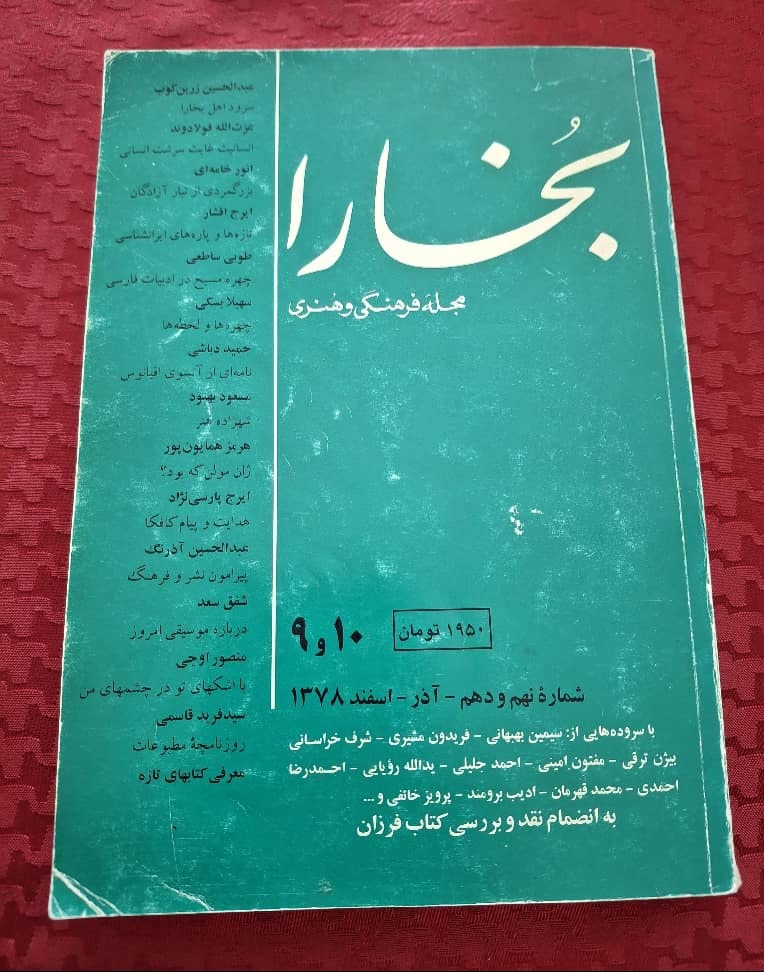 بُخارا
مجلهٔ فرهنگی و هنری
عبدالحسین زرین‌کوب
سرود اهل بخارا
عزت‌الله فولادوند
انسانیت غایت سرشت انسانی
انور خامه‌ای
بزرگمردی از تبار آزادگان
ایرج افشار
تازه‌ها و پاره‌های ایرانشناسی
طوبی ساطعی
چهره مسیح در ادبیات فارسی
سهیلا بسکی
چهره‌ها و لحظه‌ها
حمید دباشی
نامه‌ای از آنسوی اقیانوس
مسعود بهنود
شهزاده هنر
هرمز همایون‌پور
ژان مولن که بود؟
ایرج پارسی‌نژاد
هدایت و پیام کافکا
عبدالحسین آذرنگ
پیرامون نشر و فرهنگ
شفق سعد
درباره موسیقی امروز
منصور اوجی
با اشکهای تو در چشمهای من
سیدفرید قاسمی
روزنامچهٔ مطبوعات
معرفی کتابهای تازه
۹ و ۱۰
۱۹۵۰ تومان
شمارهٔ نهم و دهم - آذر - اسفند ۱۳۷۸
با سروده‌هایی از: سیمین بهبهانی - فریدون مشیری - شرف خراسانی
بیژن ترقی - مفتون امینی - احمد جلیلی - یدالله رؤیایی - احمدرضا
احمدی - محمد قهرمان - ادیب برومند - پرویز خائفی و...
به انضمام نقد و بررسی کتاب فرزان